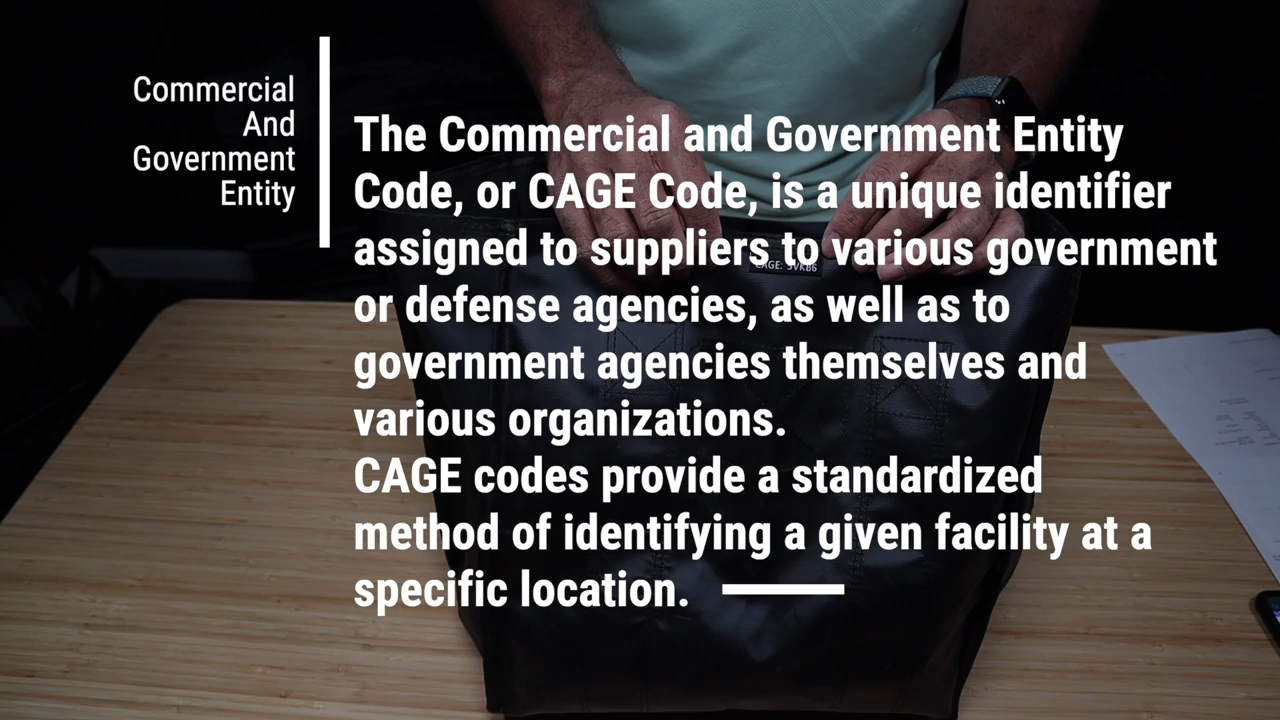 Commercial
And
Government
Entity
The Commercial and Government Entity
Code, or CAGE Code, is a unique identifier
assigned to suppliers to various government
or defense agencies, as well as to
government agencies themselves and
various organizations.
CAGE codes provide a standardized
method of identifying a given facility at a
specific location.
CAGE: